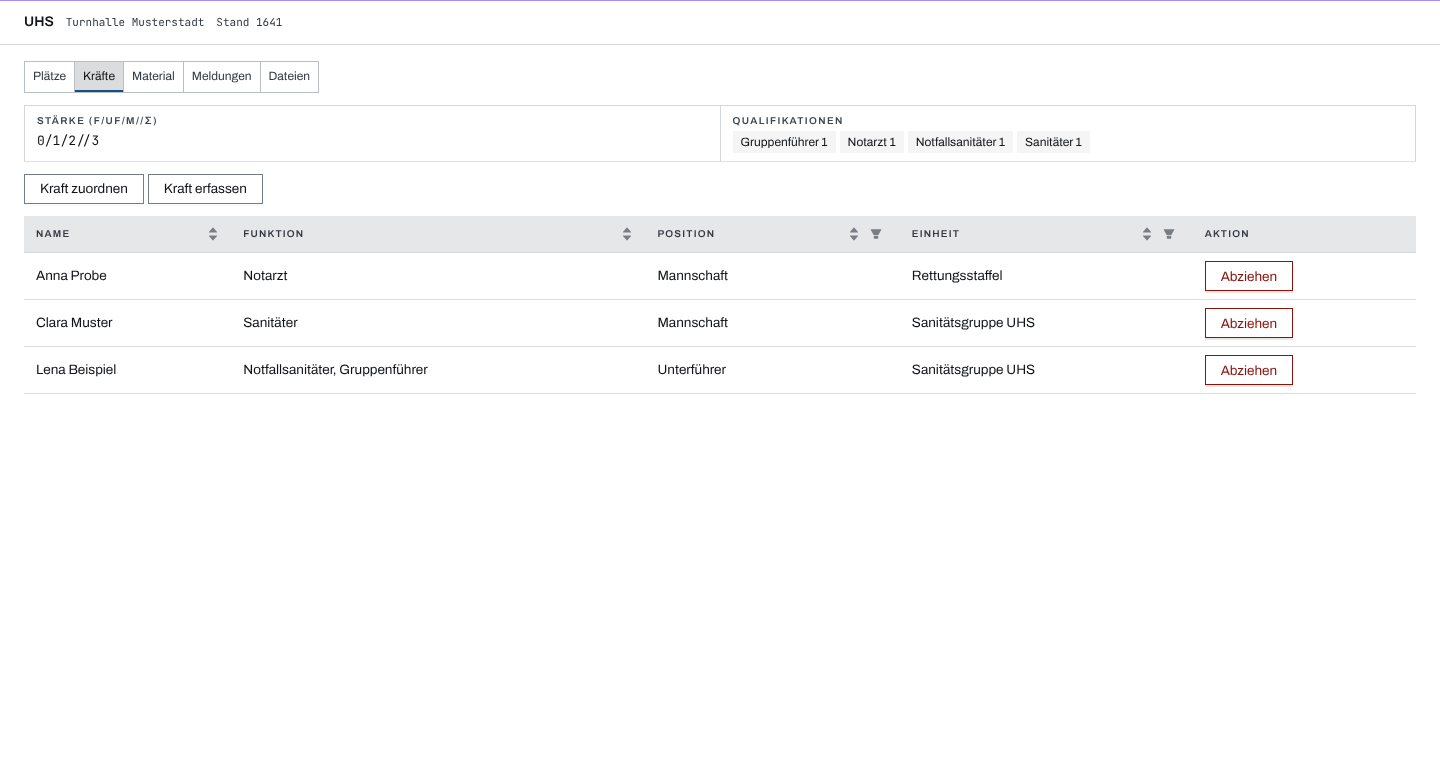 UHS Turnhalle Musterstadt Stand 1641
Plätze Kräfte Material Meldungen Dateien
STÄRKE (F/UF/M//Σ)
0/1/2//3
QUALIFIKATIONEN
Gruppenführer 1 Notarzt 1 Notfallsanitäter 1 Sanitäter 1
Kraft zuordnen Kraft erfassen
NAME FUNKTION POSITION EINHEIT AKTION
Anna Probe Notarzt Mannschaft Rettungsstaffel Abziehen
Clara Muster Sanitäter Mannschaft Sanitätsgruppe UHS Abziehen
Lena Beispiel Notfallsanitäter, Gruppenführer Unterführer Sanitätsgruppe UHS Abziehen